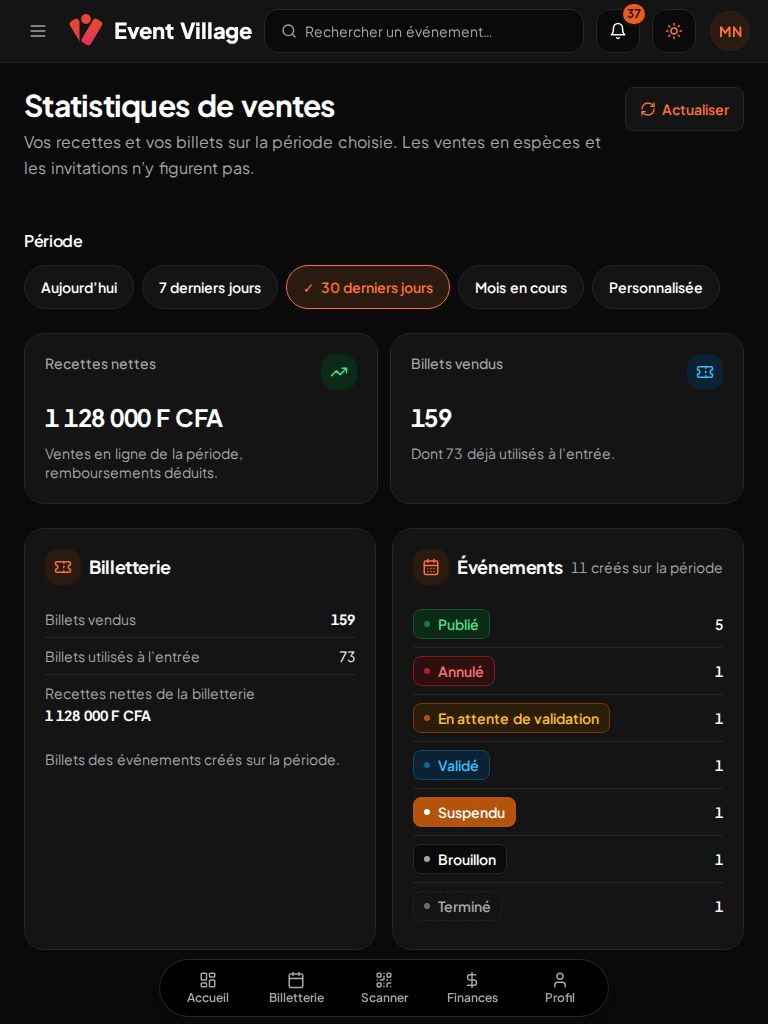 Event Village
Rechercher un événement...
37
MN
Statistiques de ventes
Actualiser
Vos recettes et vos billets sur la période choisie. Les ventes en espèces et
les invitations n'y figurent pas.
Période
Aujourd'hui
7 derniers jours
✓ 30 derniers jours
Mois en cours
Personnalisée
Recettes nettes
1 128 000 F CFA
Ventes en ligne de la période,
remboursements déduits.
Billets vendus
159
Dont 73 déjà utilisés à l'entrée.
Billetterie
Billets vendus 159
Billets utilisés à l'entrée 73
Recettes nettes de la billetterie
1 128 000 F CFA
Billets des événements créés sur la période.
Événements 11 créés sur la période
Publié 5
Annulé 1
En attente de validation 1
Validé 1
Suspendu 1
Brouillon 1
Terminé 1
Accueil
Billetterie
Scanner
Finances
Profil